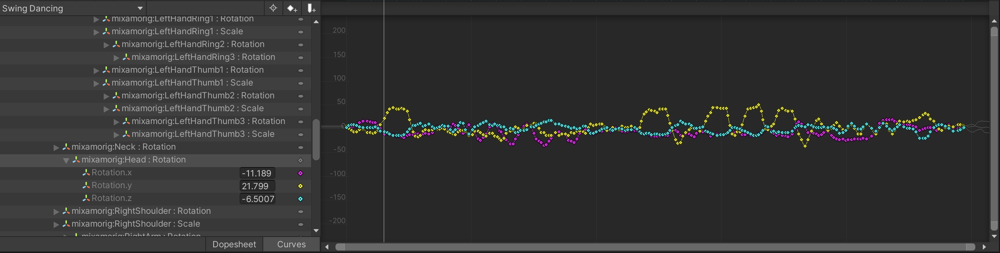 Swing Dancing
mixamorig:LeftHandRing1 : Rotation
mixamorig:LeftHandRing1 : Scale
mixamorig:LeftHandRing2 : Rotation
mixamorig:LeftHandRing3 : Rotation
mixamorig:LeftHandThumb1 : Rotation
mixamorig:LeftHandThumb1 : Scale
mixamorig:LeftHandThumb2 : Rotation
mixamorig:LeftHandThumb2 : Scale
mixamorig:LeftHandThumb3 : Rotation
mixamorig:LeftHandThumb3 : Scale
mixamorig:Neck : Rotation
mixamorig:Head : Rotation
Rotation.x -11.189
Rotation.y 21.799
Rotation.z -6.5007
mixamorig:RightShoulder : Rotation
mixamorig:RightShoulder : Scale
mixamorig:RightArm : Rotation
Dopesheet Curves
200
150
100
50
0
-50
-100
-150
-200